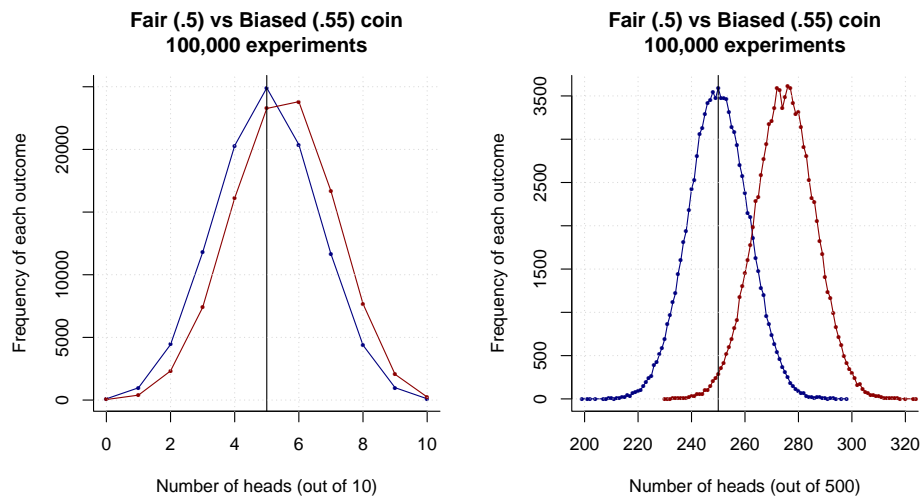 Fair (.5) vs Biased (.55) coin
100,000 experiments
Frequency of each outcome
20000
10000
5000
0
0 2 4 6 8 10
Number of heads (out of 10)
Fair (.5) vs Biased (.55) coin
100,000 experiments
Frequency of each outcome
3500
2500
1500
500
0
200 220 240 260 280 300 320
Number of heads (out of 500)